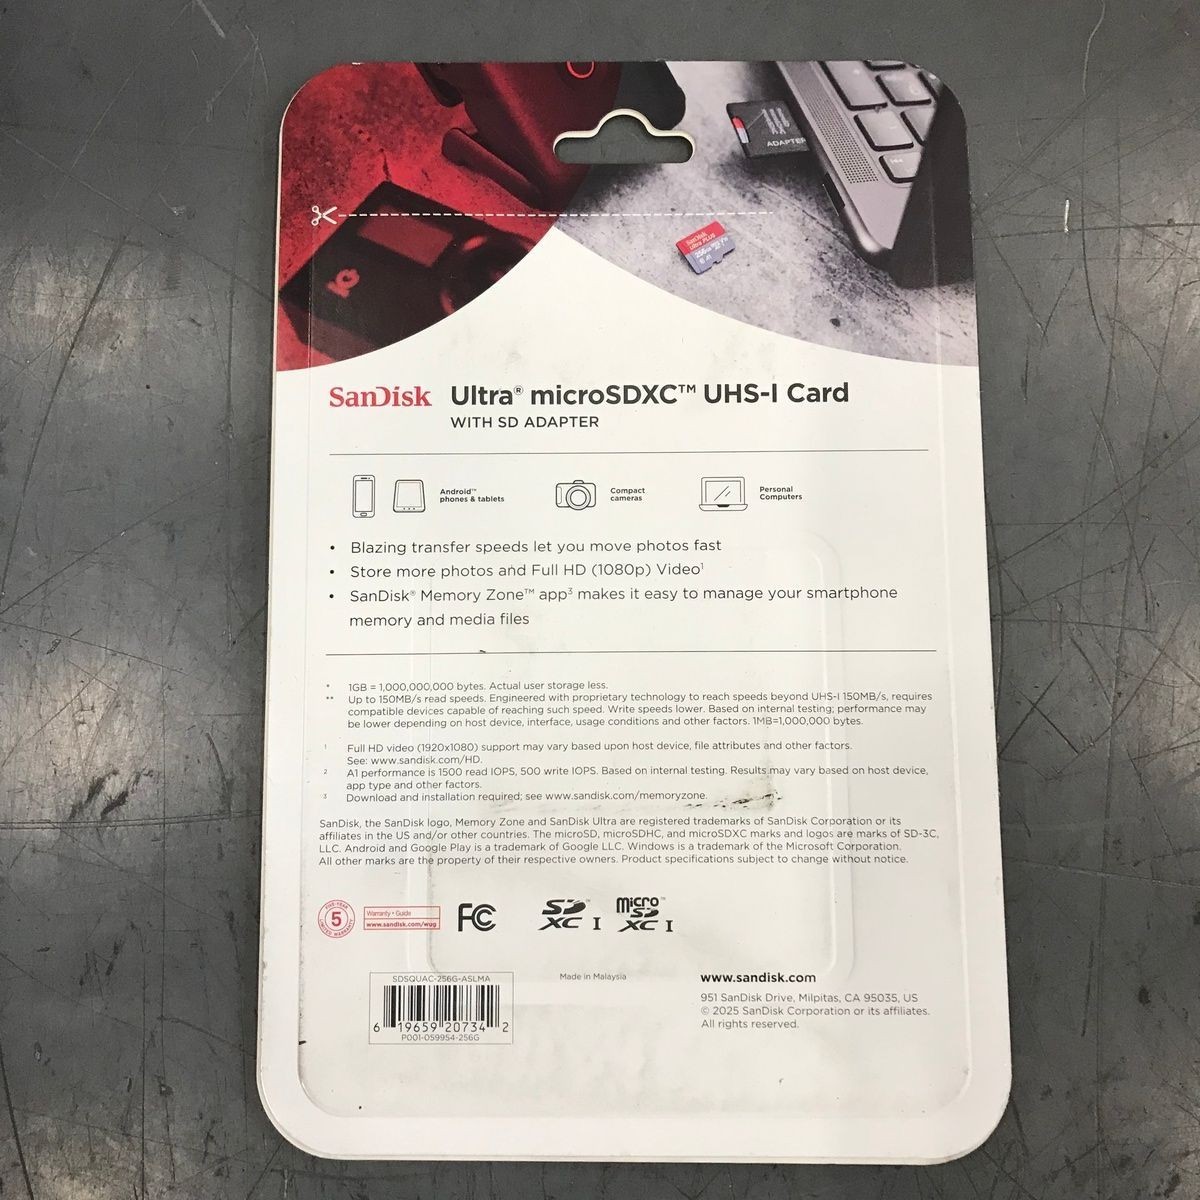 ADAPTER
SanDisk
Ultra PLUS
SanDisk Ultra® microSDXC™ UHS-I Card
WITH SD ADAPTER
Android™
phones & tablets
Compact
cameras
Personal
Computers
• Blazing transfer speeds let you move photos fast
• Store more photos and Full HD (1080p) Video¹
• SanDisk® Memory Zone™ app³ makes it easy to manage your smartphone
memory and media files
* 1GB = 1,000,000,000 bytes. Actual user storage less.
** Up to 150MB/s read speeds. Engineered with proprietary technology to reach speeds beyond UHS-I 150MB/s, requires
compatible devices capable of reaching such speed. Write speeds lower. Based on internal testing; performance may
be lower depending on host device, interface, usage conditions and other factors. 1MB=1,000,000 bytes.
¹ Full HD video (1920x1080) support may vary based upon host device, file attributes and other factors.
See: www.sandisk.com/HD.
² A1 performance is 1500 read IOPS, 500 write IOPS. Based on internal testing. Results may vary based on host device,
app type and other factors.
³ Download and installation required; see www.sandisk.com/memoryzone.
SanDisk, the SanDisk logo, Memory Zone and SanDisk Ultra are registered trademarks of SanDisk Corporation or its
affiliates in the US and/or other countries. The microSD, microSDHC, and microSDXC marks and logos are marks of SD-3C,
LLC. Android and Google Play is a trademark of Google LLC. Windows is a trademark of the Microsoft Corporation.
All other marks are the property of their respective owners. Product specifications subject to change without notice.
FIVE-YEAR
5
LIMITED WARRANTY
Warranty • Guide
www.sandisk.com/wug
FC
SD
XC I
micro™
SD
XC I
SDSQUAC-256G-ASLMA
6 19659 20734 2
P001-059954-256G
Made in Malaysia
www.sandisk.com
951 SanDisk Drive, Milpitas, CA 95035, US
© 2025 SanDisk Corporation or its affiliates.
All rights reserved.